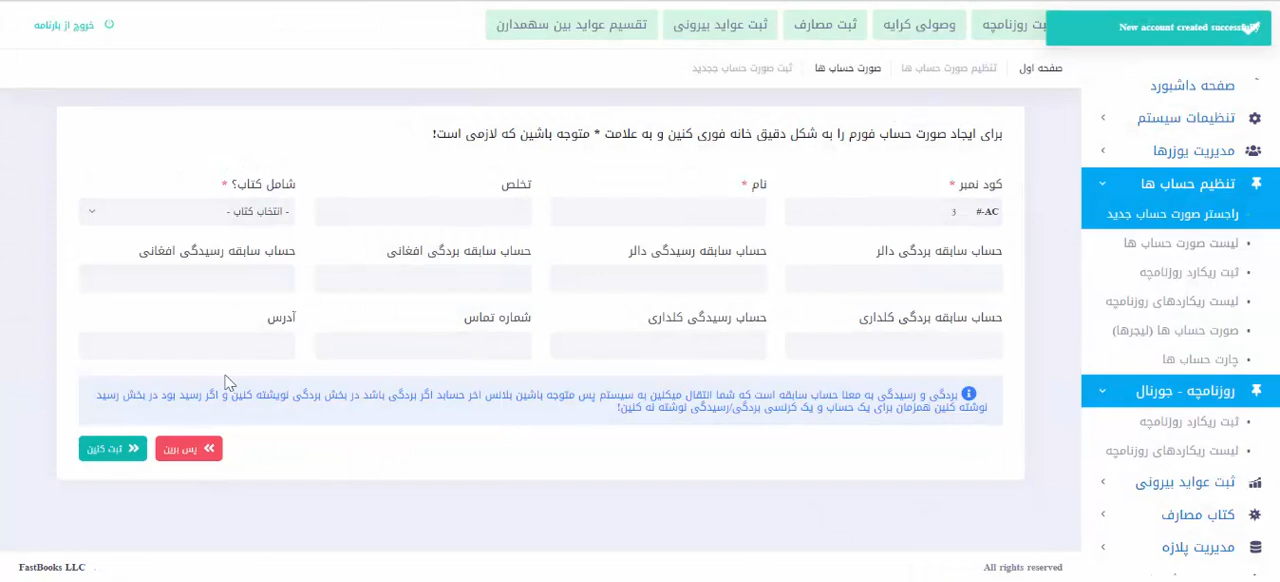 New account created successfully
ثبت روزنامچه
وصولی کرایه
ثبت مصارف
ثبت عواید بیرونی
تقسیم عواید بین سهمدارن
خروج از بارنامه
صفحه اول
تنظیم صورت حساب ها
صورت حساب ها
ثبت صورت حساب ججدید
صفحه داشبورد
تنظیمات سیستم
مدیریت یوزرها
تنظیم حساب ها
راجستر صورت حساب جدید
لیست صورت حساب ها
ثبت ریکارد روزنامچه
لیست ریکاردهای روزنامچه
صورت حساب ها (لیجرها)
چارت حساب ها
روزنامچه - جورنال
ثبت ریکارد روزنامچه
لیست ریکاردهای روزنامچه
ثبت عواید بیرونی
کتاب مصارف
مدیریت پلازه
برای ایجاد صورت حساب فورم را به شکل دقیق خانه فوری کنین و به علامت * متوجه باشین که لازمی است!
کود نمبر *
نام *
تخلص
شامل کتاب؟ *
#-AC
3
- انتخاب کتاب -
حساب سابقه بردگی دالر
حساب سابقه رسیدگی دالر
حساب سابقه بردگی افغانی
حساب سابقه رسیدگی افغانی
حساب سابقه بردگی کلداری
حساب رسیدگی کلداری
شماره تماس
آدرس
بردگی و رسیدگی به معنا حساب سابقه است که شما انتقال میکنلین به سیستم پس متوجه باشین بلانس اخر حسابد اگر بردگی باشد در بخش بردگی نویشته کنین و اگر رسید بود در بخش رسید
نوشته کنین همزمان برای یک حساب و یک کرنسی بردگی/رسیدگی نوشته نه کنین!
پس برین
ثبت کنین
FastBooks LLC
All rights reserved